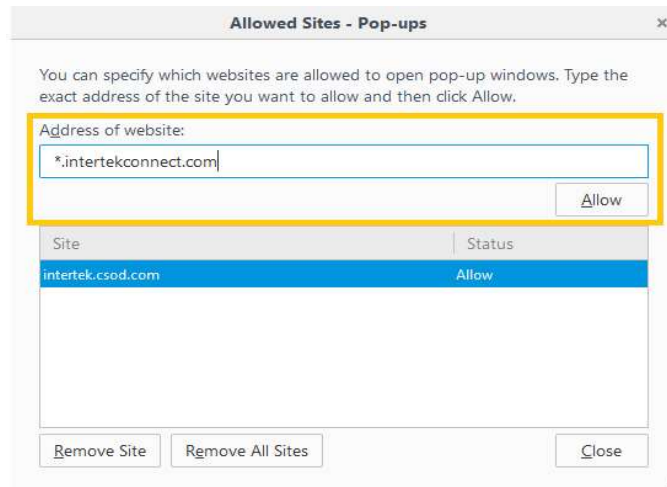 Allowed Sites - Pop-ups
You can specify which websites are allowed to open pop-up windows. Type the
exact address of the site you want to allow and then click Allow.
Address of website:
*.intertekconnect.com
Allow
Site Status
intertek.csod.com Allow
Remove Site Remove All Sites Close